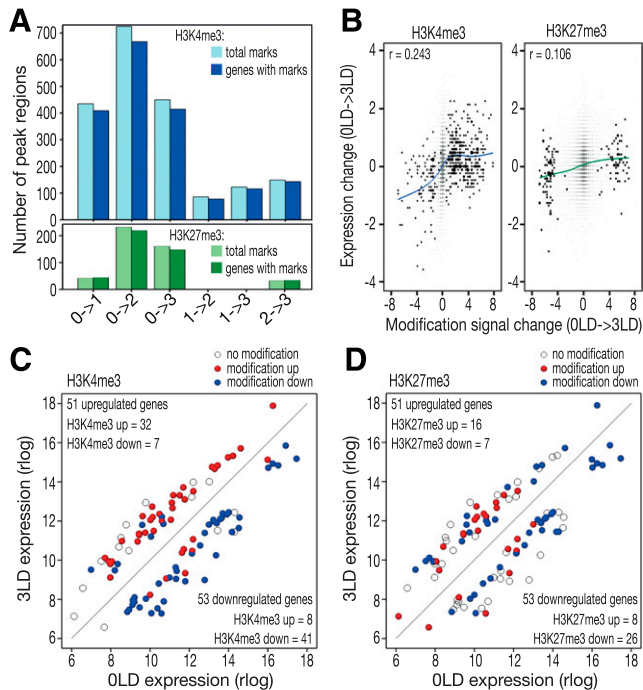 A
Number of peak regions
700
600
500
400
300
200
100
0
H3K4me3:
total marks
genes with marks
200
100
0
H3K27me3:
total marks
genes with marks
0->1
0->2
0->3
1->2
1->3
2->3
B
H3K4me3
H3K27me3
r = 0.243
r = 0.106
Expression change (0LD->3LD)
4
2
0
-2
-4
-8
-4
0
4
8
-8
-4
0
4
8
Modification signal change (0LD->3LD)
C
H3K4me3
no modification
modification up
modification down
51 upregulated genes
H3K4me3 up = 32
H3K4me3 down = 7
53 downregulated genes
H3K4me3 up = 8
H3K4me3 down = 41
3LD expression (rlog)
18
16
14
12
10
8
6
6
8
10
12
14
16
18
0LD expression (rlog)
D
H3K27me3
no modification
modification up
modification down
51 upregulated genes
H3K27me3 up = 16
H3K27me3 down = 7
53 downregulated genes
H3K27me3 up = 8
H3K27me3 down = 26
3LD expression (rlog)
18
16
14
12
10
8
6
6
8
10
12
14
16
18
0LD expression (rlog)